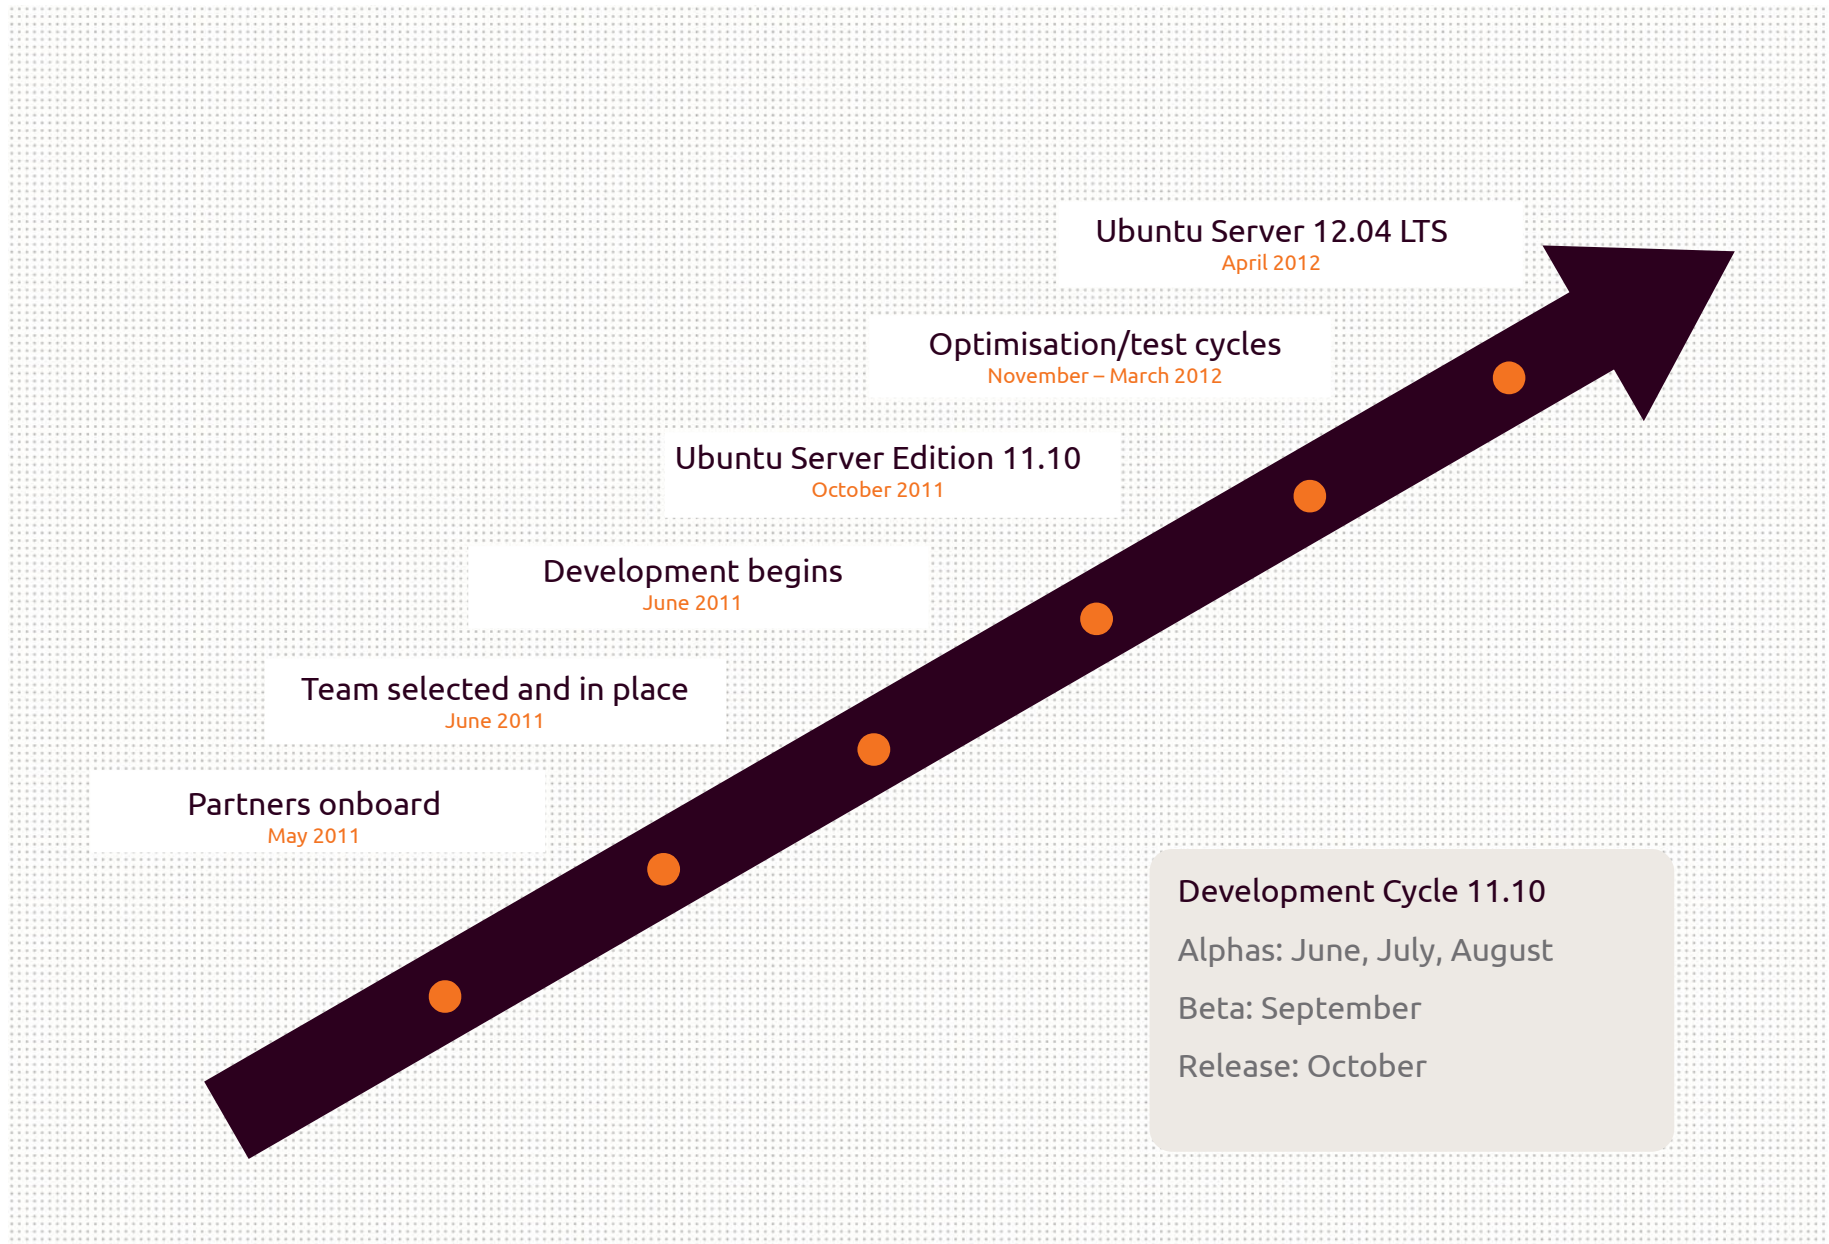 Ubuntu Server 12.04 LTS
April 2012
Optimisation/test cycles
November – March 2012
Ubuntu Server Edition 11.10
October 2011
Development begins
June 2011
Team selected and in place
June 2011
Partners onboard
May 2011
Development Cycle 11.10
Alphas: June, July, August
Beta: September
Release: October